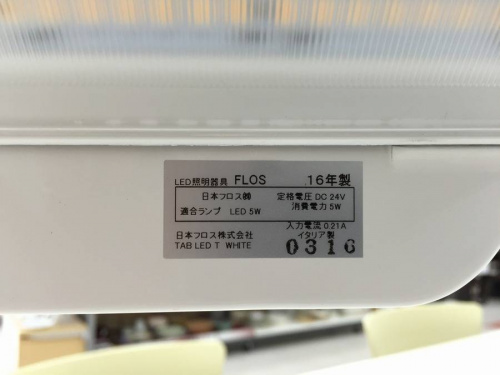 LED照明器具 FLOS 16年製
日本フロス㈱ 定格電圧 DC 24V
適合ランプ LED 5W 消費電力 5W
入力電流 0.21A
日本フロス株式会社 イタリア製
TAB LED T WHITE 0316